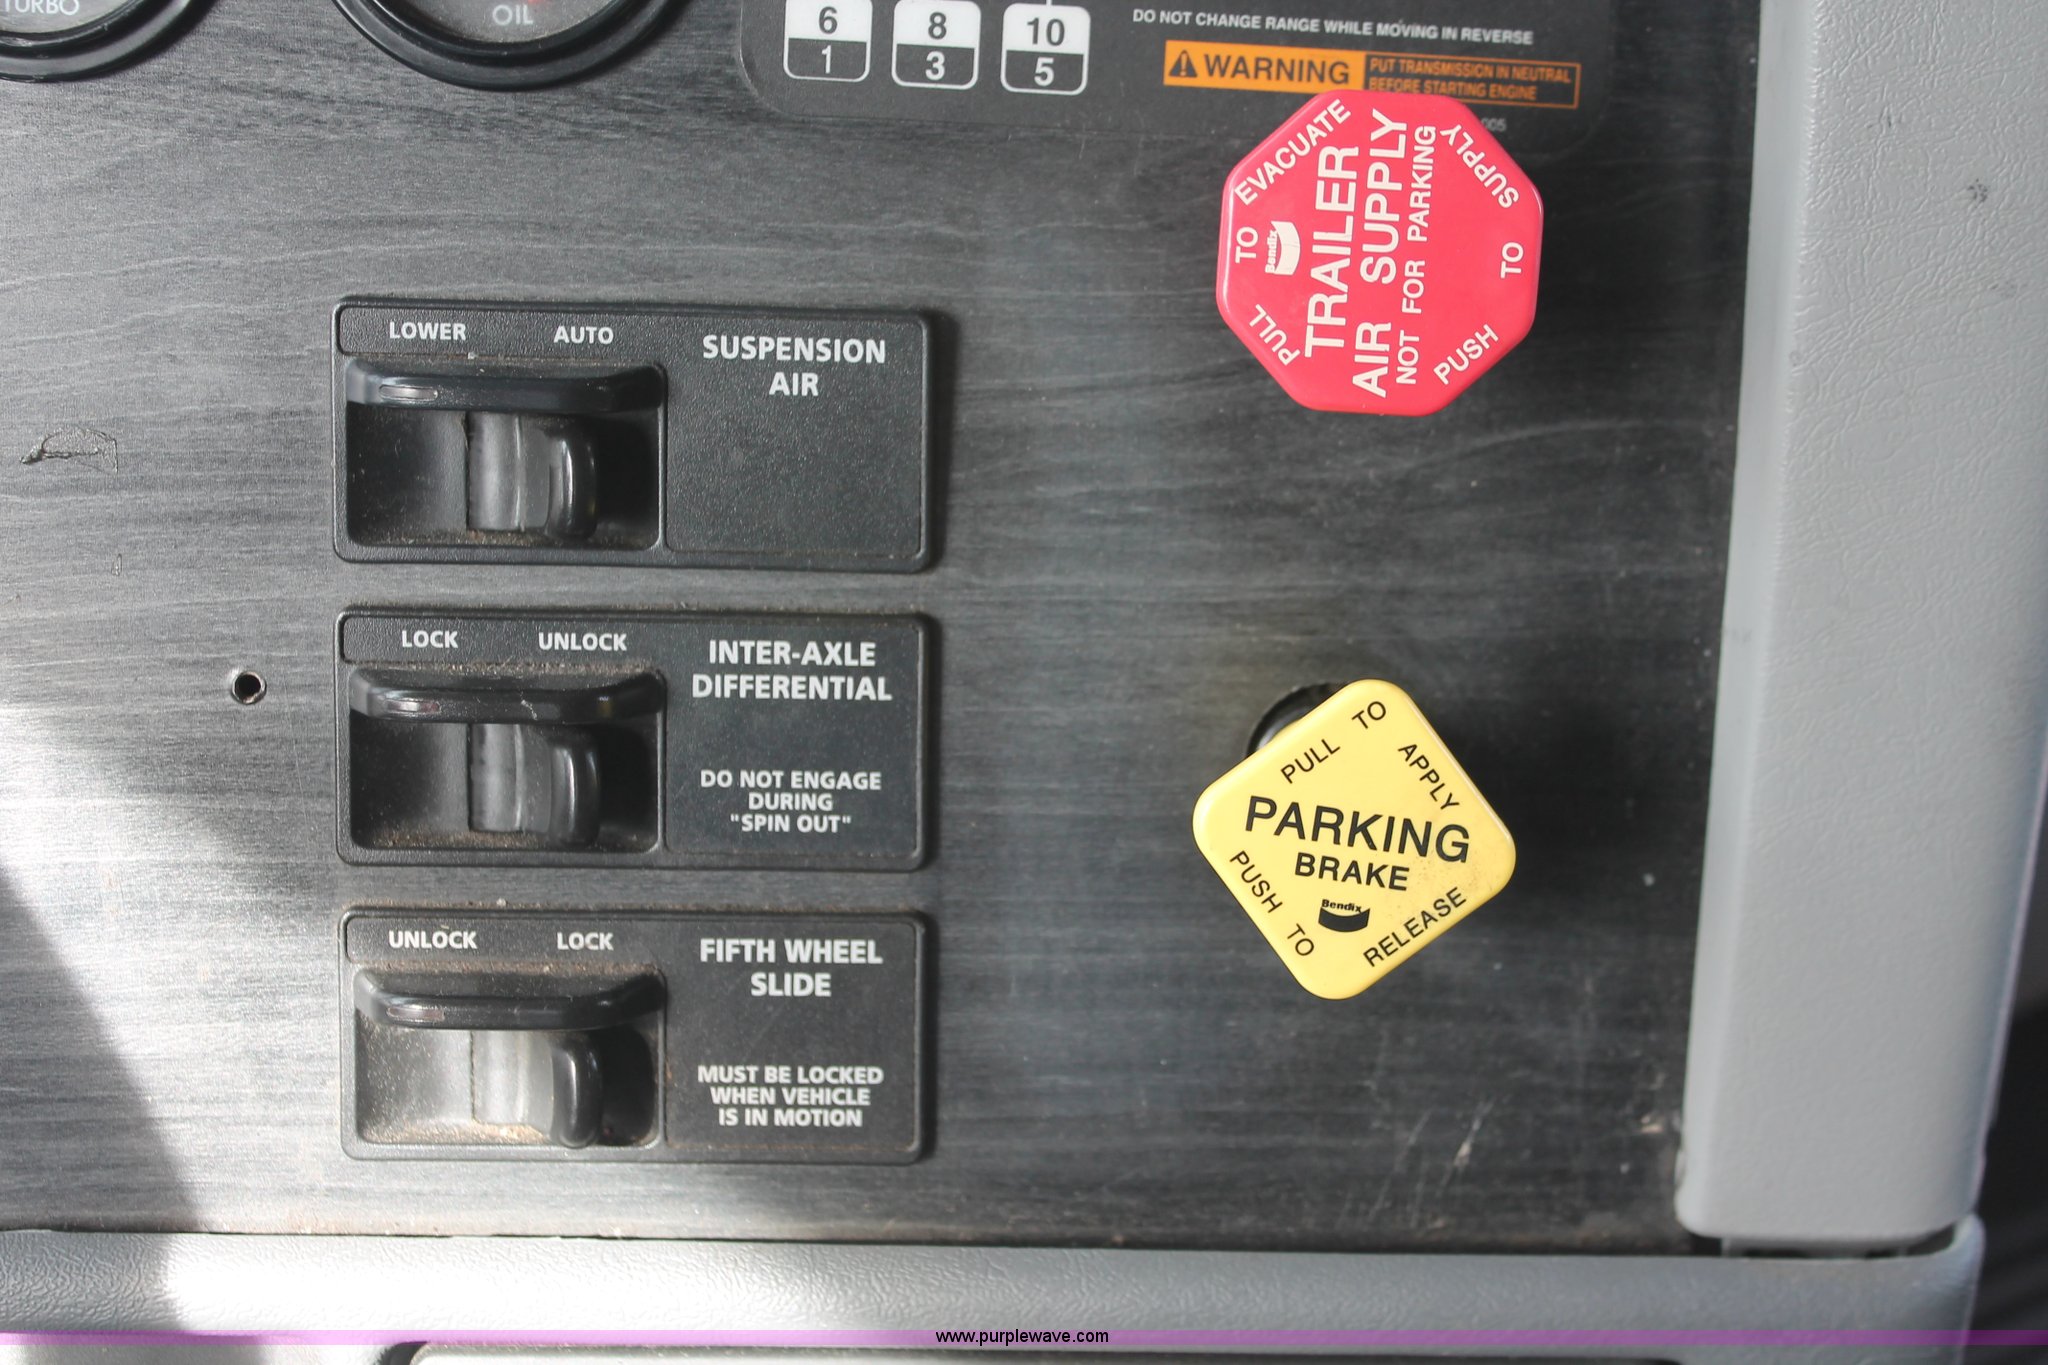 TURBO
OIL
6
1
8
3
10
5
DO NOT CHANGE RANGE WHILE MOVING IN REVERSE
WARNING
PUT TRANSMISSION IN NEUTRAL
BEFORE STARTING ENGINE
005
PULL TO EVACUATE
Bendix
TRAILER
AIR SUPPLY
NOT FOR PARKING
PUSH TO SUPPLY
LOWER AUTO
SUSPENSION
AIR
LOCK UNLOCK
INTER-AXLE
DIFFERENTIAL
DO NOT ENGAGE
DURING
"SPIN OUT"
UNLOCK LOCK
FIFTH WHEEL
SLIDE
MUST BE LOCKED
WHEN VEHICLE
IS IN MOTION
PULL TO APPLY
PARKING
BRAKE
Bendix
PUSH TO RELEASE
www.purplewave.com